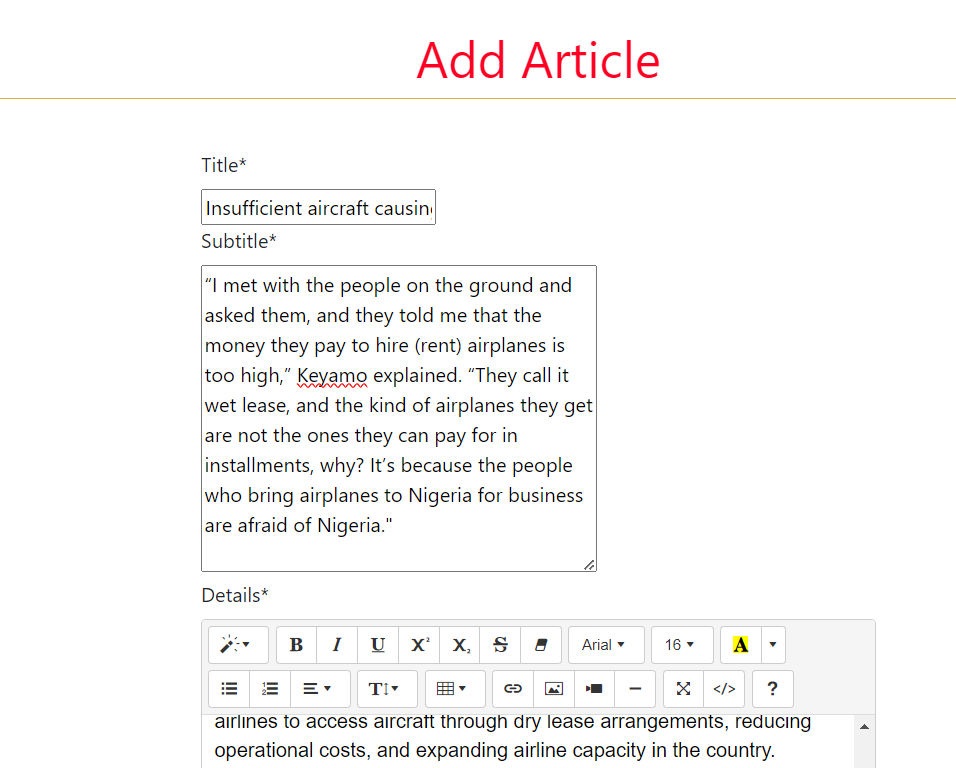 Add Article
Title*
Insufficient aircraft causing
Subtitle*
“I met with the people on the ground and
asked them, and they told me that the
money they pay to hire (rent) airplanes is
too high,” Keyamo explained. “They call it
wet lease, and the kind of airplanes they get
are not the ones they can pay for in
installments, why? It’s because the people
who bring airplanes to Nigeria for business
are afraid of Nigeria."
Details*
B I U X² X₂ S Arial 16 A
T </> ?
airlines to access aircraft through dry lease arrangements, reducing
operational costs, and expanding airline capacity in the country.